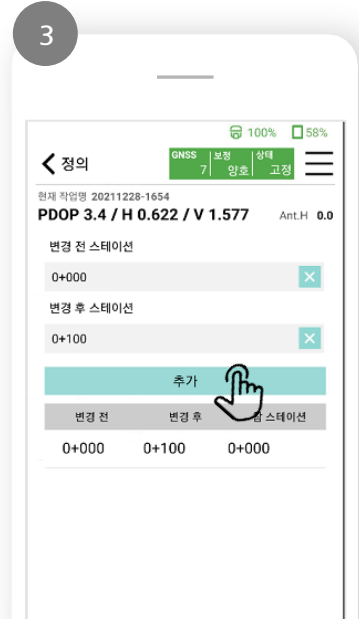 3
100% 58%
정의
GNSS 보정 상태
7 양호 고정
현재 작업명 20211228-1654
PDOP 3.4 / H 0.622 / V 1.577 Ant.H 0.0
변경 전 스테이션
0+000
변경 후 스테이션
0+100
추가
변경 전 변경 후 스테이션
0+000 0+100 0+000